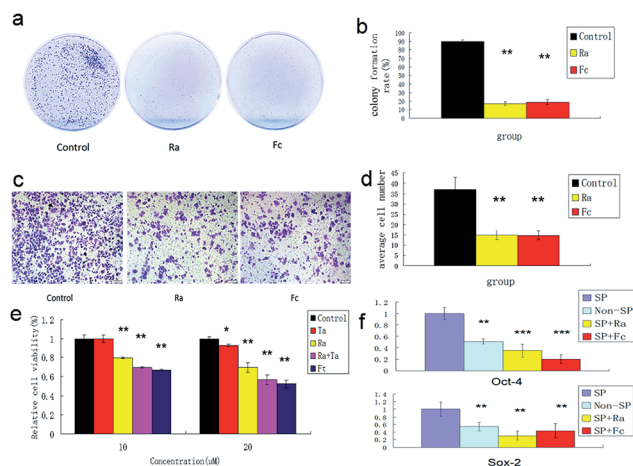 a
Control
Ra
Fc
b
colony formation
rate(%)
100
90
80
70
60
50
40
30
20
10
0
**
**
group
Control
Ra
Fc
c
Control
Ra
Fc
d
average cell number
45
40
35
30
25
20
15
10
5
0
**
**
group
Control
Ra
Fc
e
Relative cell viability(%)
1.2
1
0.8
0.6
0.4
0.2
0
**
**
**
*
**
**
**
10
20
Concentration(uM)
Control
Ta
Ra
Ra+Ta
Ft
f
1.2
1
0.8
0.6
0.4
0.2
0
**
***
***
Oct-4
SP
Non-SP
SP+Ra
SP+Fc
1.2
1
0.8
0.6
0.4
0.2
0
**
**
**
Sox-2
SP
Non-SP
SP+Ra
SP+Fc